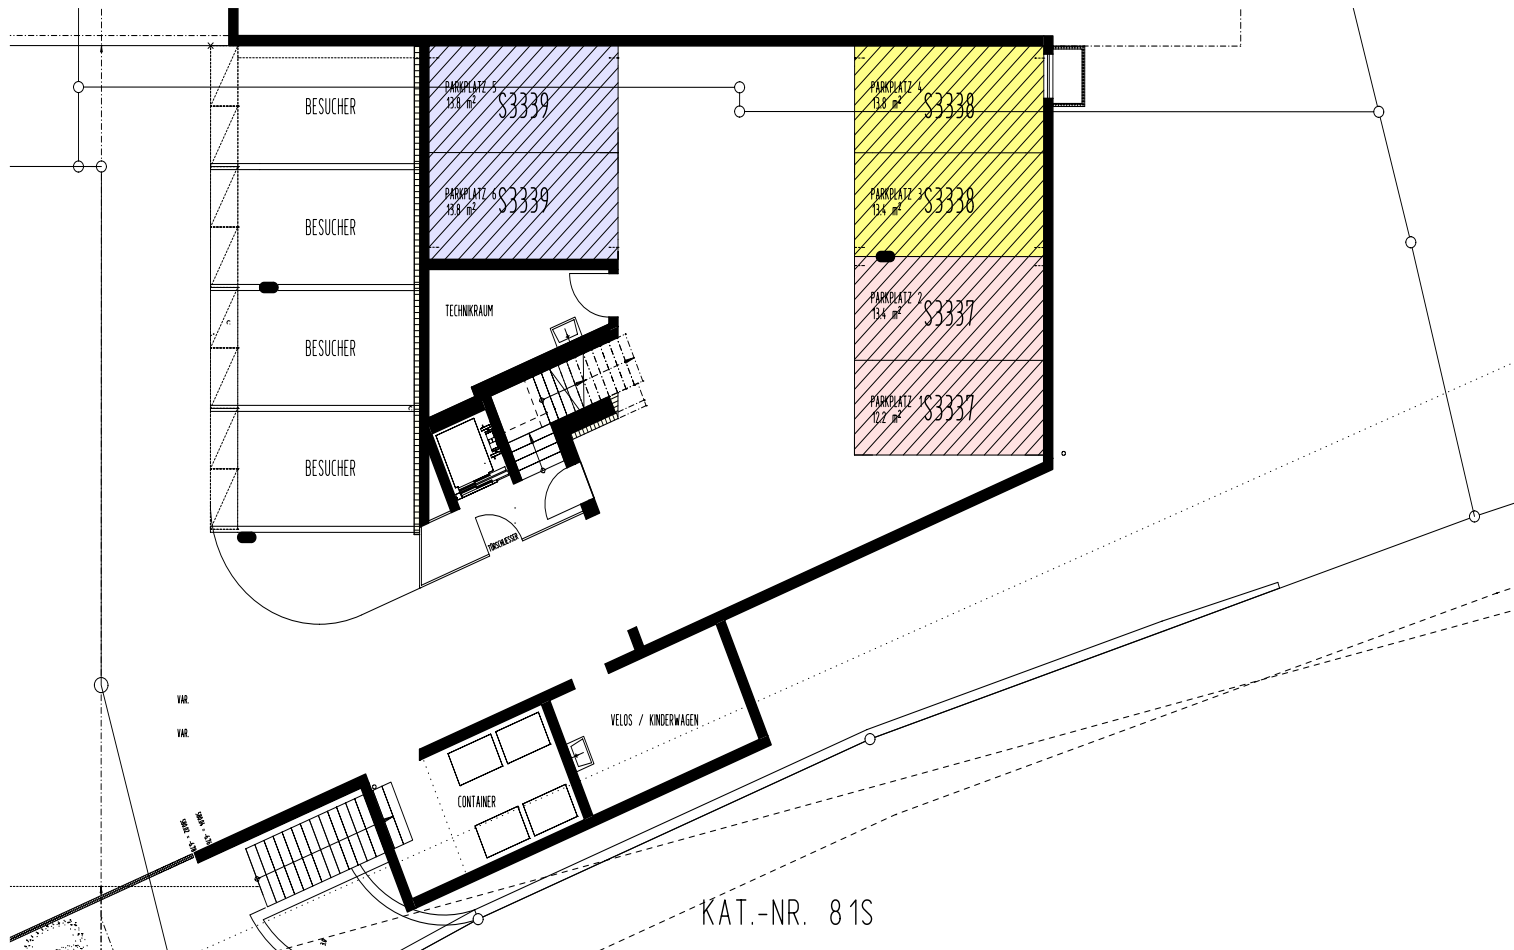 BESUCHER
PARKPLATZ 5
13.8 m²
S3339
PARKPLATZ 4
13.8 m²
S3338
PARKPLATZ 6
13.8 m²
S3339
PARKPLATZ 3
13.4 m²
S3338
BESUCHER
TECHNIKRAUM
PARKPLATZ 2
13.4 m²
S3337
BESUCHER
PARKPLATZ 1
12.2 m²
S3337
BESUCHER
TÜRSCHLIESSER
VAR.
VAR.
VELOS / KINDERWAGEN
CONTAINER
KAT.-NR. 81S